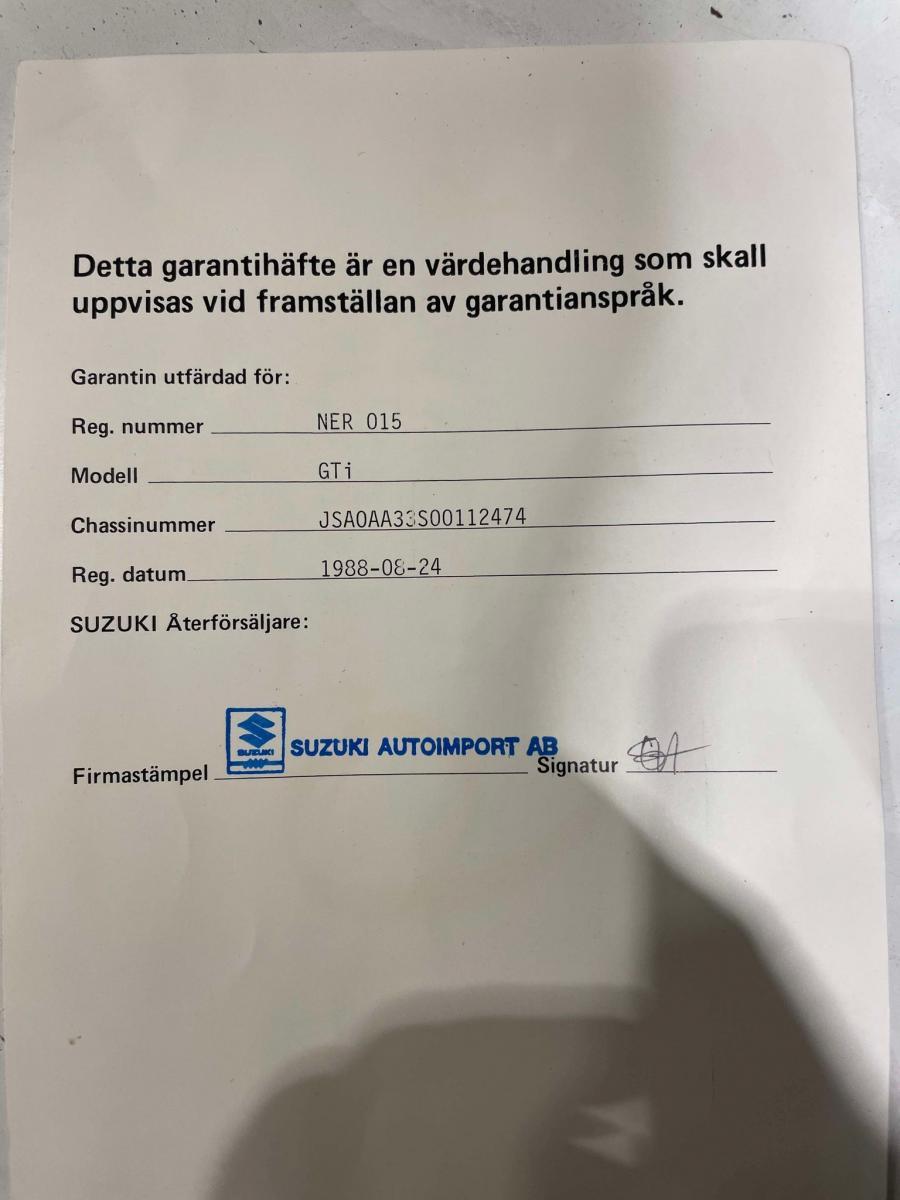 Detta garantihäfte är en värdehandling som skall
uppvisas vid framställan av garantianspråk.
Garantin utfärdad för:
Reg. nummer NER 015
Modell GTi
Chassinummer JSA0AA33S00112474
Reg. datum 1988-08-24
SUZUKI Återförsäljare:
SUZUKI
SUZUKI AUTOIMPORT AB
Firmastämpel Signatur